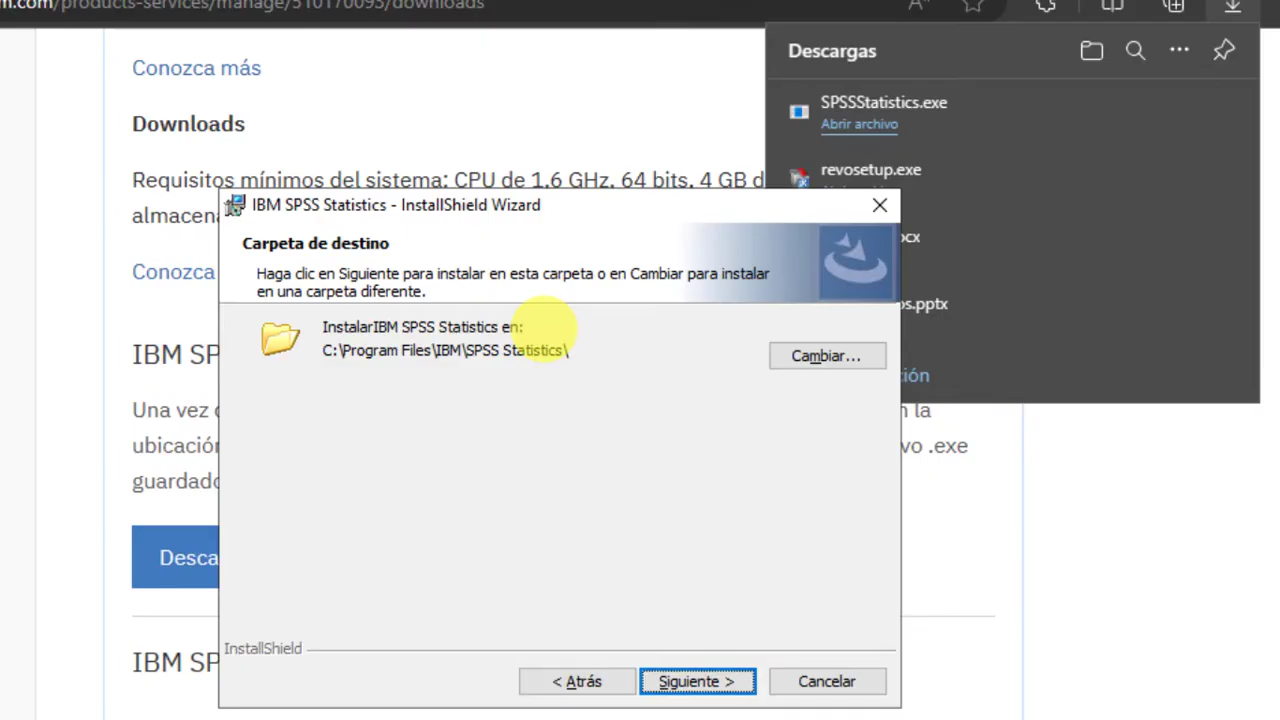 m.com/products-services/manage/510170093/downloads
Descargas
SPSSStatistics.exe
Abrir archivo
revosetup.exe
Conozca más
Downloads
Requisitos mínimos del sistema: CPU de 1.6 GHz, 64 bits, 4 GB d
almacena
Conozca
IBM SP
Una vez
la
ubicación
vo .exe
guardado
Desca
IBM SP
ocx
os.pptx
ción
IBM SPSS Statistics - InstallShield Wizard
Carpeta de destino
Haga clic en Siguiente para instalar en esta carpeta o en Cambiar para instalar
en una carpeta diferente.
InstalarIBM SPSS Statistics en:
C:\Program Files\IBM\SPSS Statistics\
Cambiar...
InstallShield
< Atrás
Siguiente >
Cancelar